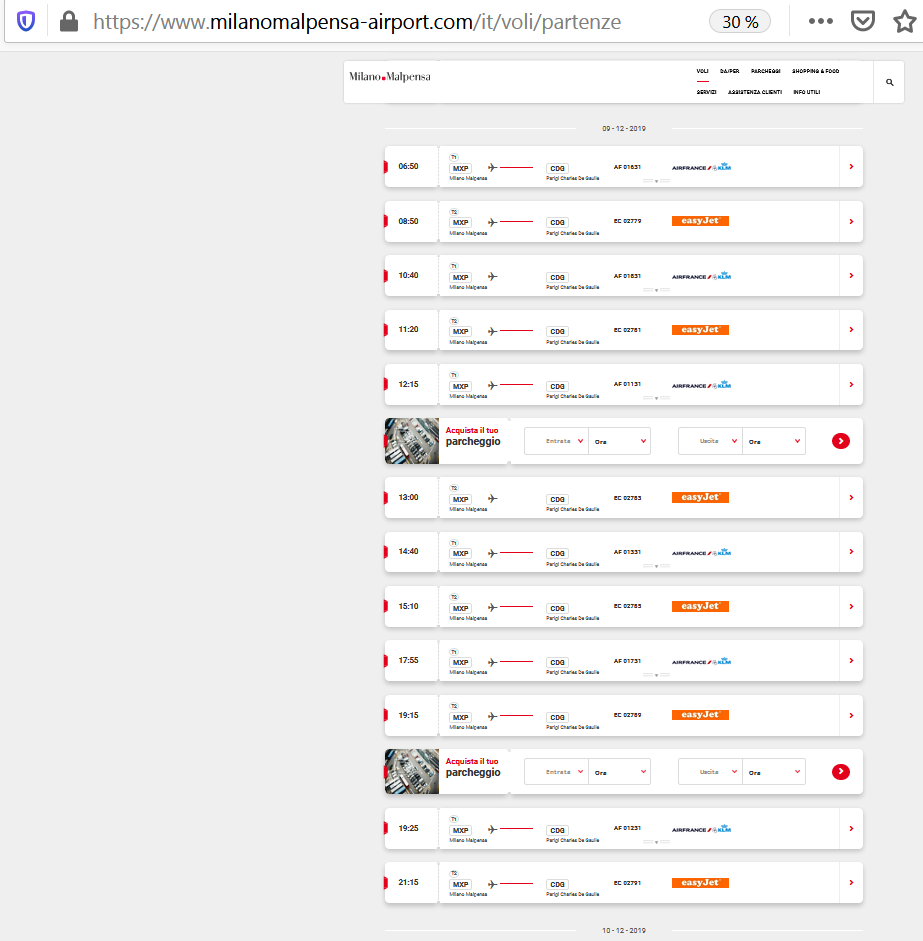 https://www.milanomalpensa-airport.com/it/voli/partenze 30 %
Milano Malpensa
VOLI DA/PER PARCHEGGI SHOPPING & FOOD
SERVIZI ASSISTENZA CLIENTI INFO UTILI
09 - 12 - 2019
T1
06:50 MXP CDG AF 01631 AIRFRANCE KLM
Milano Malpensa Parigi Charles De Gaulle
T2
08:50 MXP CDG EC 02779 easyJet
Milano Malpensa Parigi Charles De Gaulle
T1
10:40 MXP CDG AF 01831 AIRFRANCE KLM
Milano Malpensa Parigi Charles De Gaulle
T2
11:20 MXP CDG EC 02781 easyJet
Milano Malpensa Parigi Charles De Gaulle
T1
12:15 MXP CDG AF 01131 AIRFRANCE KLM
Milano Malpensa Parigi Charles De Gaulle
Acquista il tuo
parcheggio Entrata Ora Uscita Ora
T2
13:00 MXP CDG EC 02783 easyJet
Milano Malpensa Parigi Charles De Gaulle
T1
14:40 MXP CDG AF 01331 AIRFRANCE KLM
Milano Malpensa Parigi Charles De Gaulle
T2
15:10 MXP CDG EC 02785 easyJet
Milano Malpensa Parigi Charles De Gaulle
T1
17:55 MXP CDG AF 01731 AIRFRANCE KLM
Milano Malpensa Parigi Charles De Gaulle
T2
19:15 MXP CDG EC 02789 easyJet
Milano Malpensa Parigi Charles De Gaulle
Acquista il tuo
parcheggio Entrata Ora Uscita Ora
T1
19:25 MXP CDG AF 01231 AIRFRANCE KLM
Milano Malpensa Parigi Charles De Gaulle
T2
21:15 MXP CDG EC 02791 easyJet
Milano Malpensa Parigi Charles De Gaulle
10 - 12 - 2019